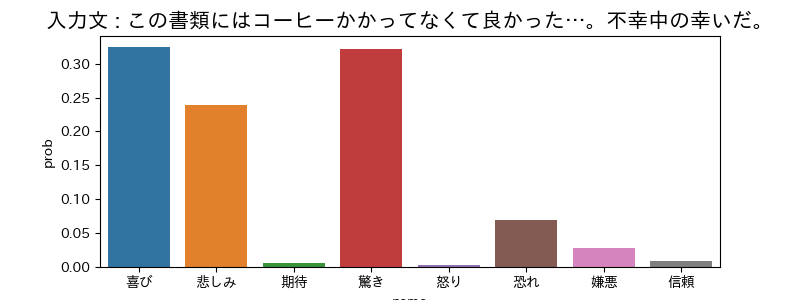 入力文 : この書類にはコーヒーかかってなくて良かった…。不幸中の幸いだ。
prob
0.30
0.25
0.20
0.15
0.10
0.05
0.00
喜び 悲しみ 期待 驚き 怒り 恐れ 嫌悪 信頼